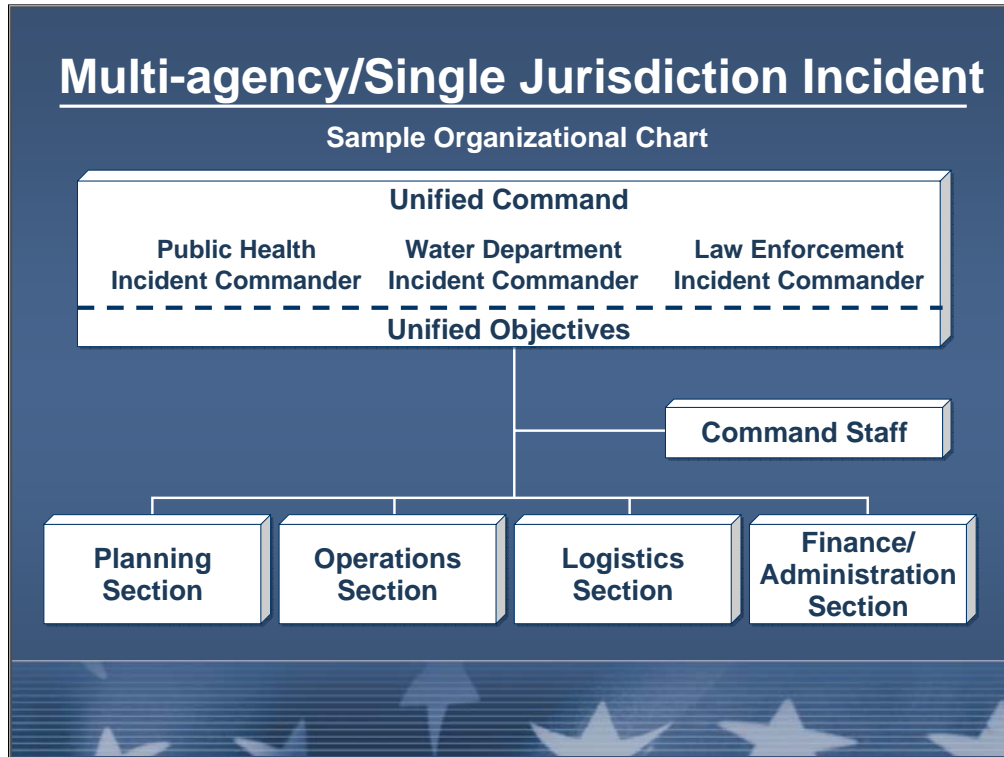 Multi-agency/Single Jurisdiction Incident
Sample Organizational Chart
Unified Command
Public Health
Incident Commander
Water Department
Incident Commander
Law Enforcement
Incident Commander
Unified Objectives
Command Staff
Planning
Section
Operations
Section
Logistics
Section
Finance/
Administration
Section